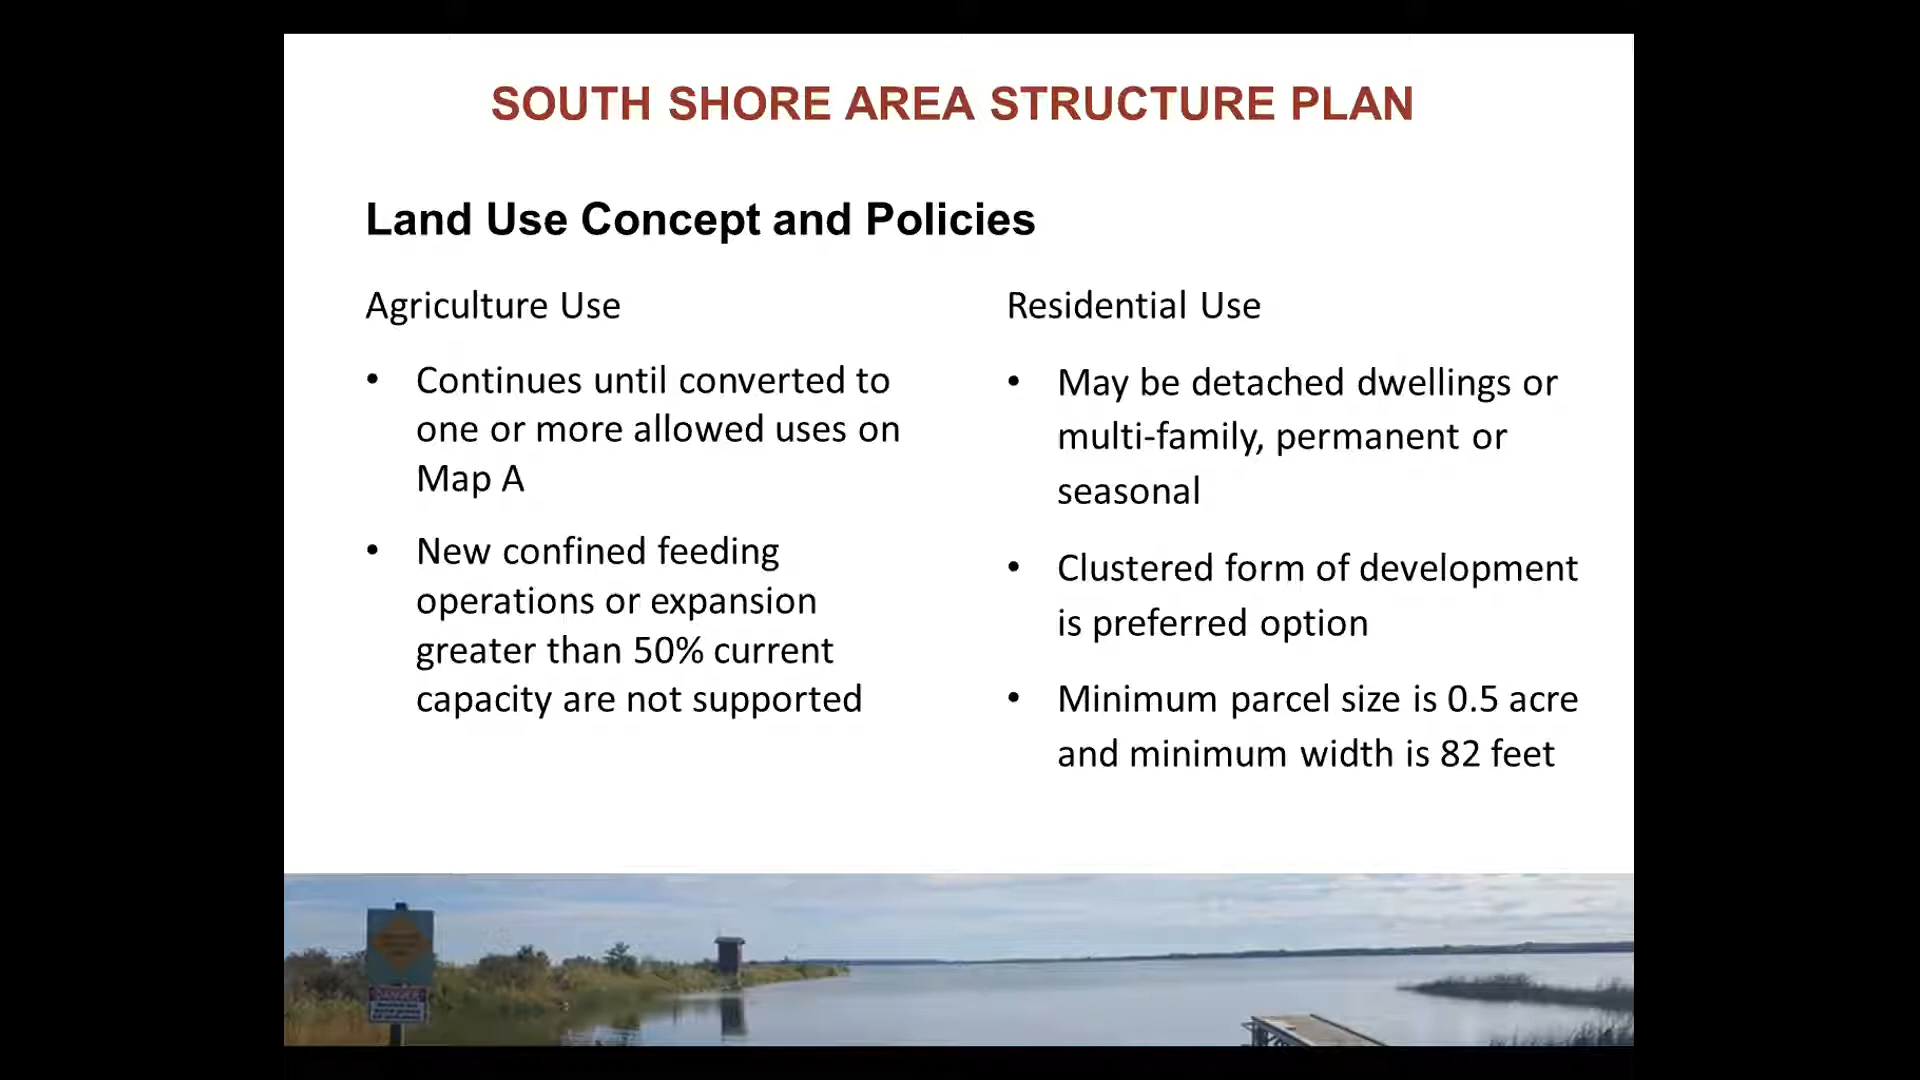 SOUTH SHORE AREA STRUCTURE PLAN
Land Use Concept and Policies
Agriculture Use
• Continues until converted to
one or more allowed uses on
Map A
• New confined feeding
operations or expansion
greater than 50% current
capacity are not supported
Residential Use
• May be detached dwellings or
multi-family, permanent or
seasonal
• Clustered form of development
is preferred option
• Minimum parcel size is 0.5 acre
and minimum width is 82 feet
DANGER